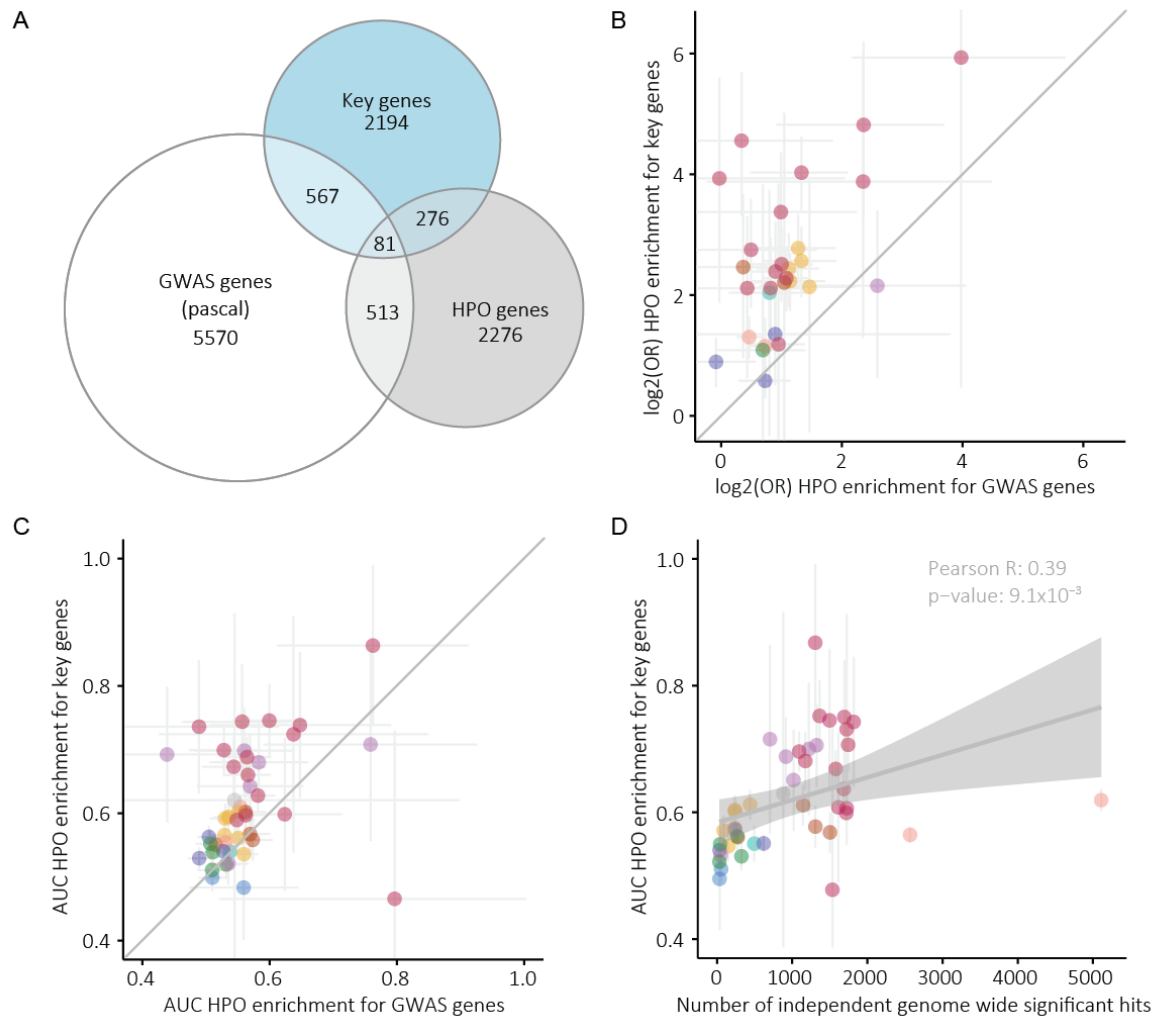 A
Key genes
2194
567
276
81
GWAS genes
(pascal)
5570
513
HPO genes
2276
B
log2(OR) HPO enrichment for key genes
6
4
2
0
0 2 4 6
log2(OR) HPO enrichment for GWAS genes
C
AUC HPO enrichment for key genes
1.0
0.8
0.6
0.4
0.4 0.6 0.8 1.0
AUC HPO enrichment for GWAS genes
D
Pearson R: 0.39
p−value: 9.1x10⁻³
AUC HPO enrichment for key genes
1.0
0.8
0.6
0.4
0 1000 2000 3000 4000 5000
Number of independent genome wide significant hits